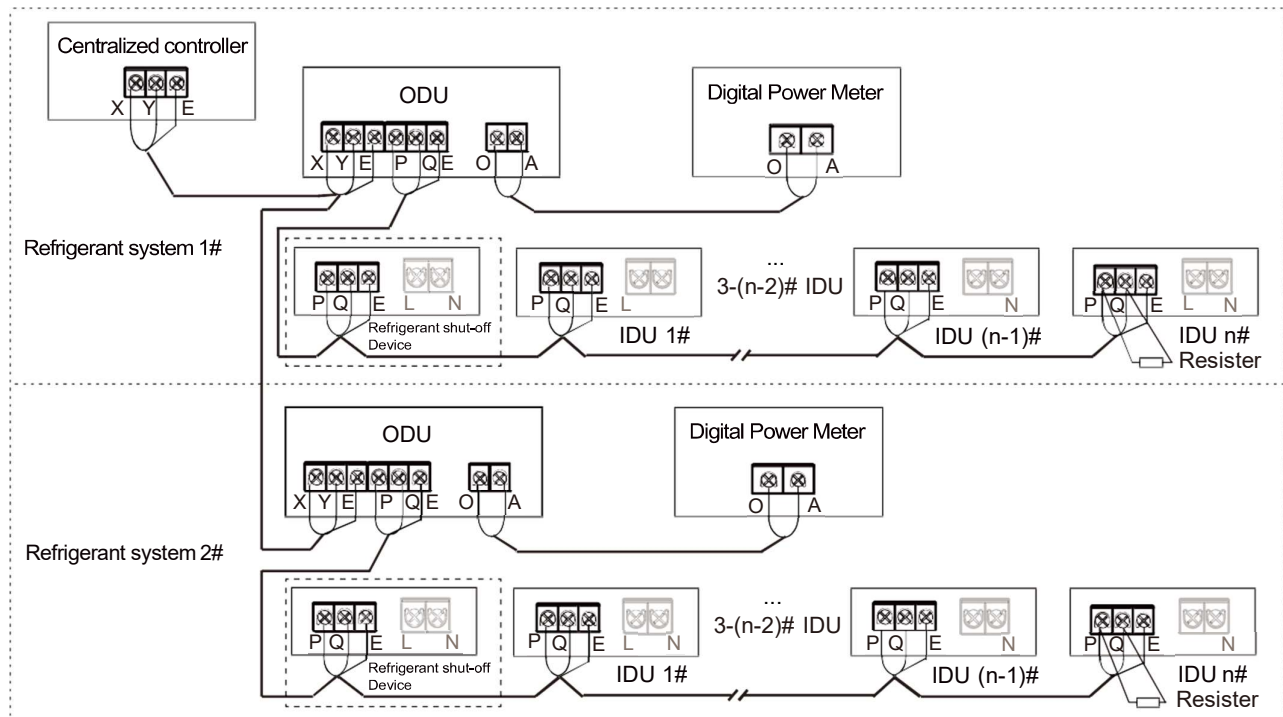 Centralized controller
X Y E
ODU
X Y E P Q E O A
Digital Power Meter
O A
Refrigerant system 1#
P Q E L N
Refrigerant shut-off
Device
P Q E L
IDU 1#
...
3-(n-2)# IDU
P Q E N
IDU (n-1)#
P Q E L N
IDU n#
Resister
ODU
X Y E P Q E O A
Digital Power Meter
O A
Refrigerant system 2#
P Q E L N
Refrigerant shut-off
Device
P Q E L N
IDU 1#
...
3-(n-2)# IDU
P Q E N
IDU (n-1)#
P Q E L N
IDU n#
Resister